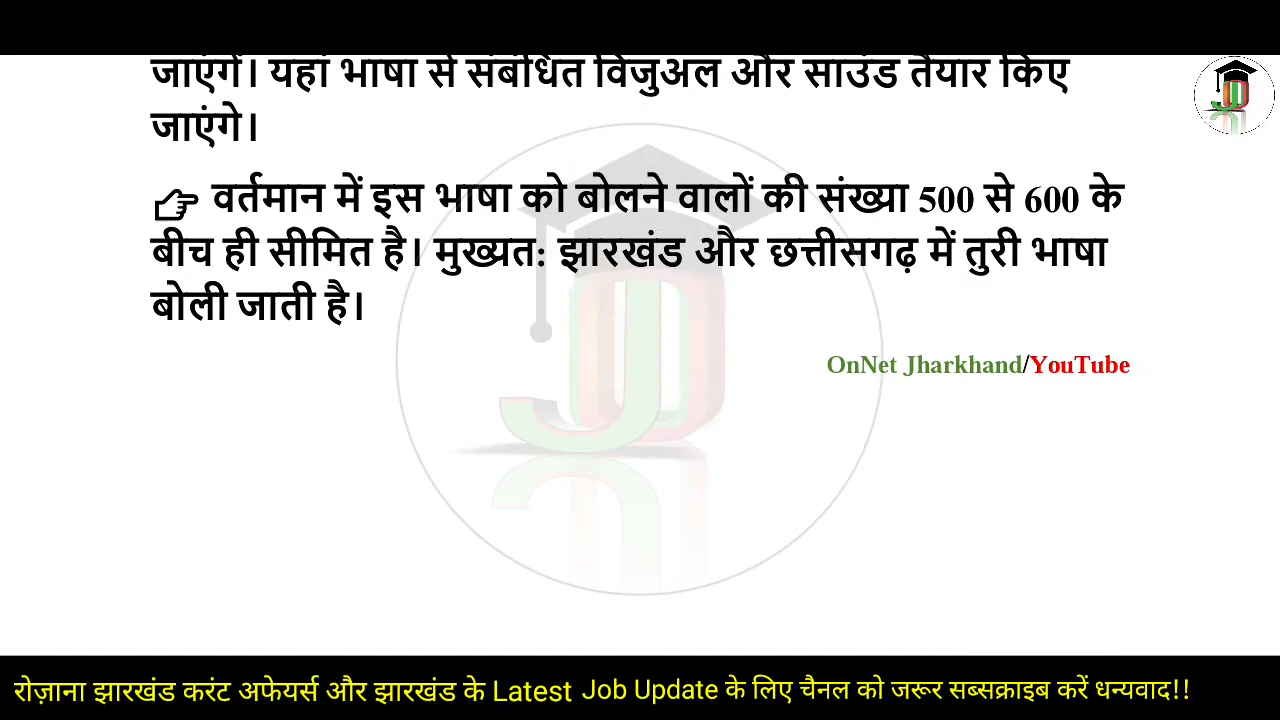 जाएंगे। यहां भाषा से संबंधित विजुअल और साउंड तैयार किए
जाएंगे।
👉 वर्तमान में इस भाषा को बोलने वालों की संख्या 500 से 600 के
बीच ही सीमित है। मुख्यत: झारखंड और छत्तीसगढ़ में तुरी भाषा
बोली जाती है।
OnNet Jharkhand/YouTube
रोज़ाना झारखंड करंट अफेयर्स और झारखंड के Latest Job Update के लिए चैनल को जरूर सब्सक्राइब करें धन्यवाद!!